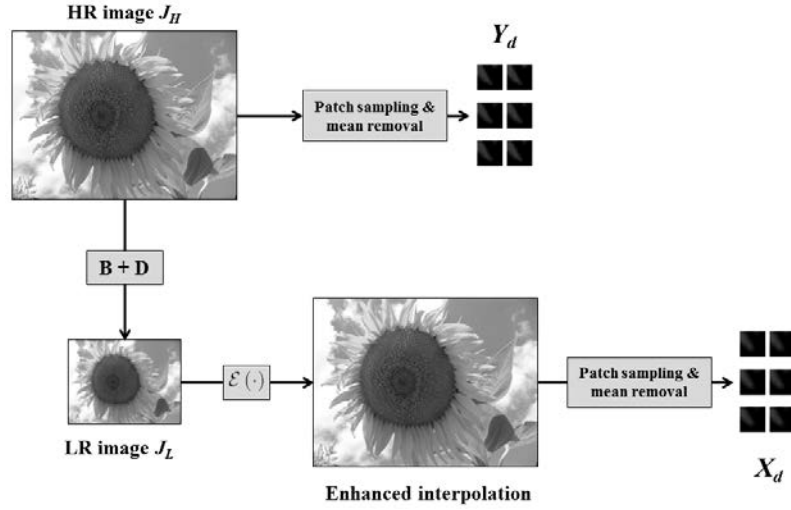 HR image J_H
Y_d
Patch sampling &
mean removal
B + D
ℰ (·)
Patch sampling &
mean removal
LR image J_L
X_d
Enhanced interpolation